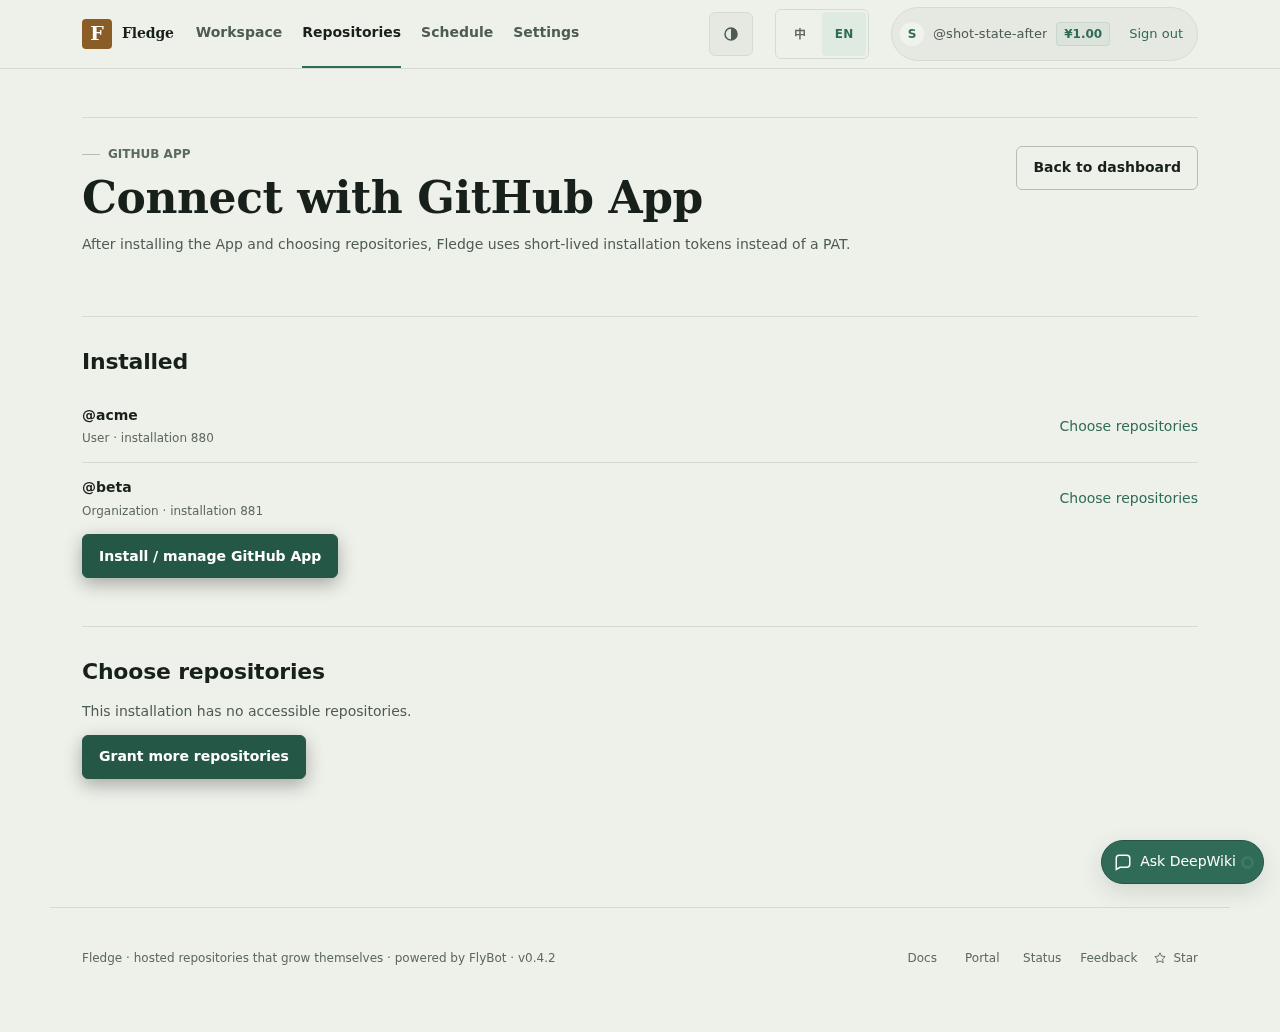 F Fledge Workspace Repositories Schedule Settings 中 EN S @shot-state-after ¥1.00 Sign out
GITHUB APP
Back to dashboard
Connect with GitHub App
After installing the App and choosing repositories, Fledge uses short-lived installation tokens instead of a PAT.
Installed
@acme
User · installation 880
Choose repositories
@beta
Organization · installation 881
Choose repositories
Install / manage GitHub App
Choose repositories
This installation has no accessible repositories.
Grant more repositories
Ask DeepWiki
Fledge · hosted repositories that grow themselves · powered by FlyBot · v0.4.2
Docs Portal Status Feedback Star